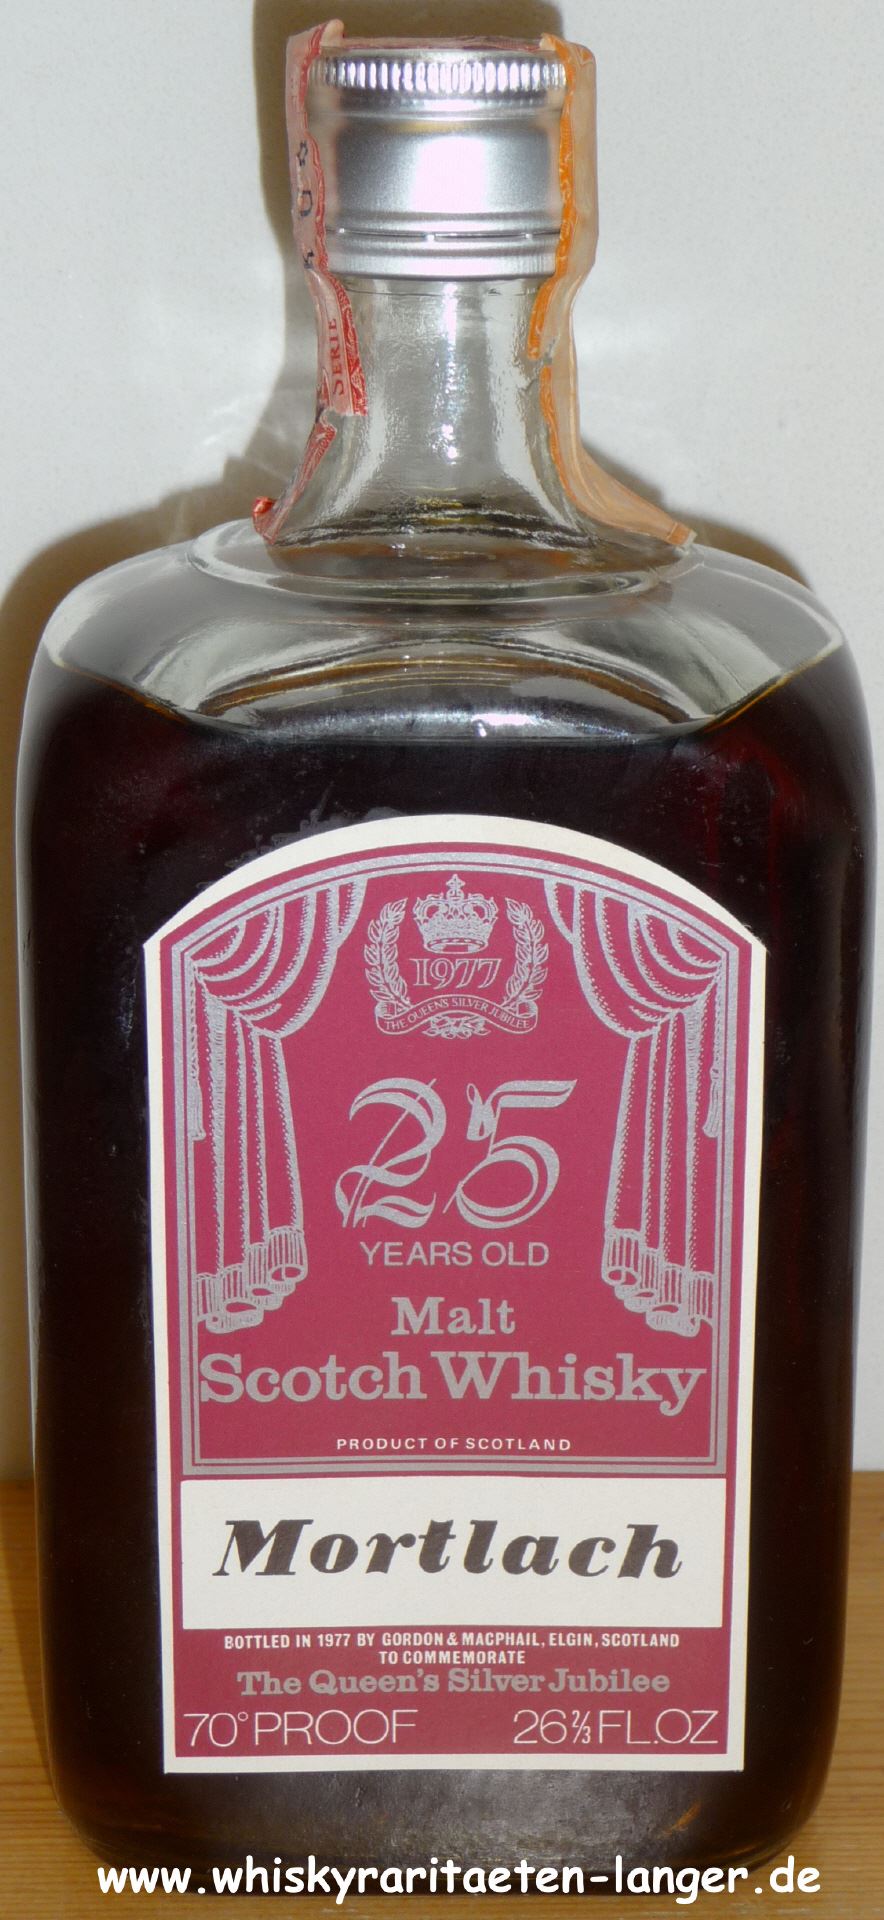 SERIE
1977
THE QUEEN'S SILVER JUBILEE
25
YEARS OLD
Malt
Scotch Whisky
PRODUCT OF SCOTLAND
Mortlach
BOTTLED IN 1977 BY GORDON & MACPHAIL, ELGIN, SCOTLAND
TO COMMEMORATE
The Queen's Silver Jubilee
70° PROOF 26⅔ FL.OZ
www.whiskyraritaeten-langer.de